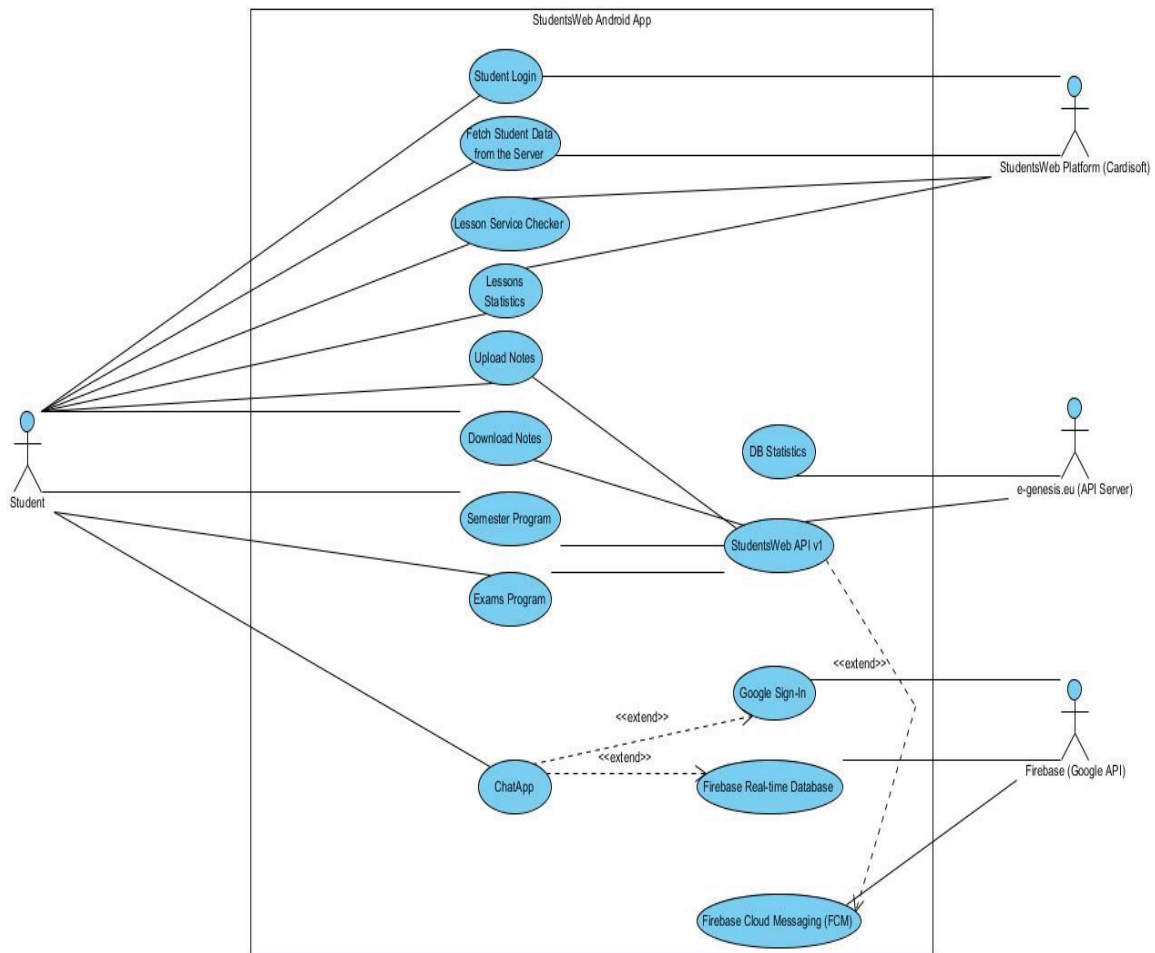 StudentsWeb Android App
Student Login
Fetch Student Data
from the Server
StudentsWeb Platform (Cardisoft)
Lesson Service Checker
Lessons
Statistics
Upload Notes
Download Notes
DB Statistics
e-genesis.eu (API Server)
Student
Semester Program
StudentsWeb API v1
Exams Program
<<extend>>
Google Sign-In
<<extend>>
<<extend>>
Firebase (Google API)
ChatApp
Firebase Real-time Database
Firebase Cloud Messaging (FCM)